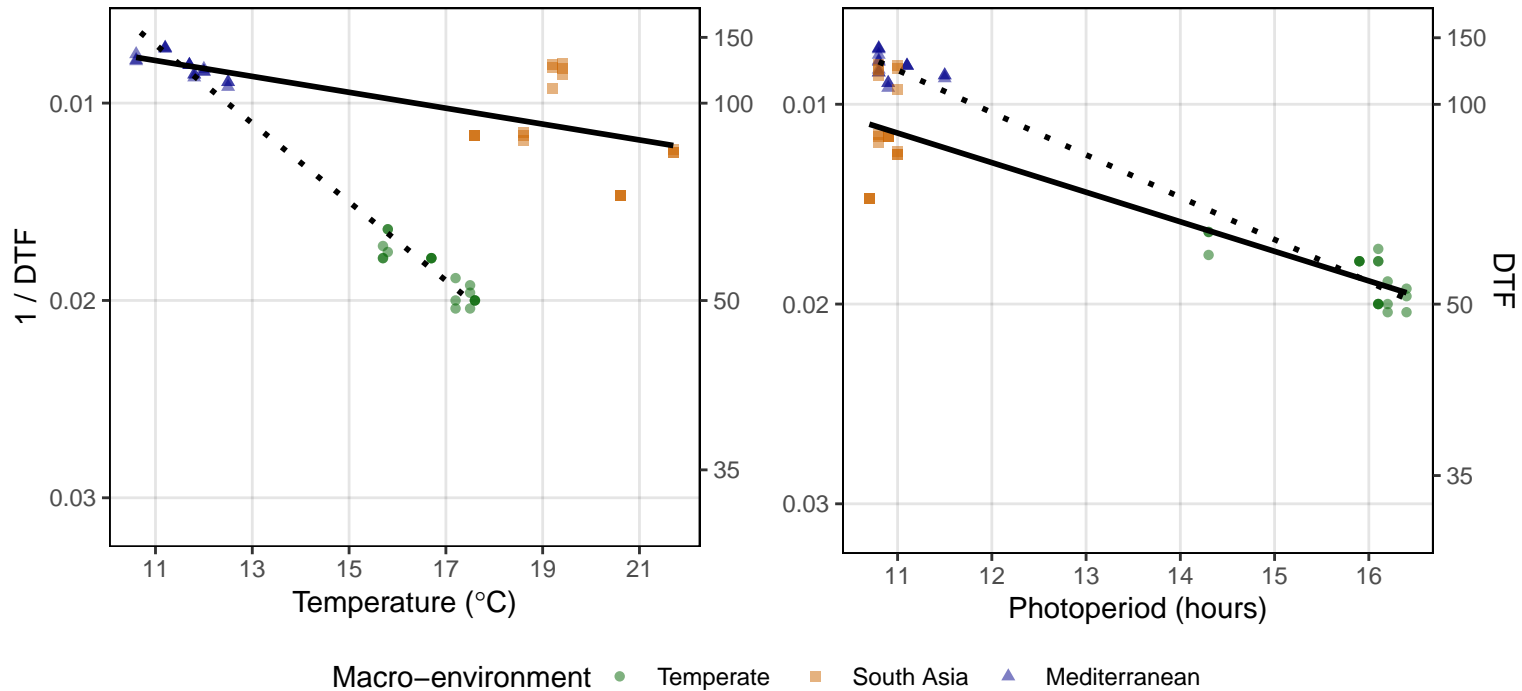 1 / DTF
0.01
0.02
0.03
150
100
50
35
11 13 15 17 19 21
Temperature (°C)
0.01
0.02
0.03
150
100
50
35
DTF
11 12 13 14 15 16
Photoperiod (hours)
Macro−environment Temperate South Asia Mediterranean